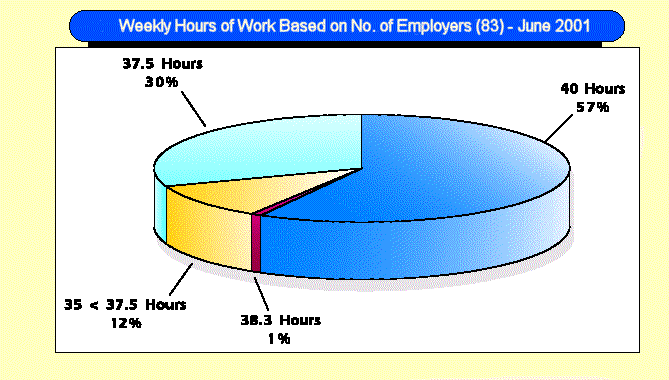 Weekly Hours of Work Based on No. of Employers (83) - June 2001
37.5 Hours
30%
40 Hours
57%
35 < 37.5 Hours
12%
38.3 Hours
1%